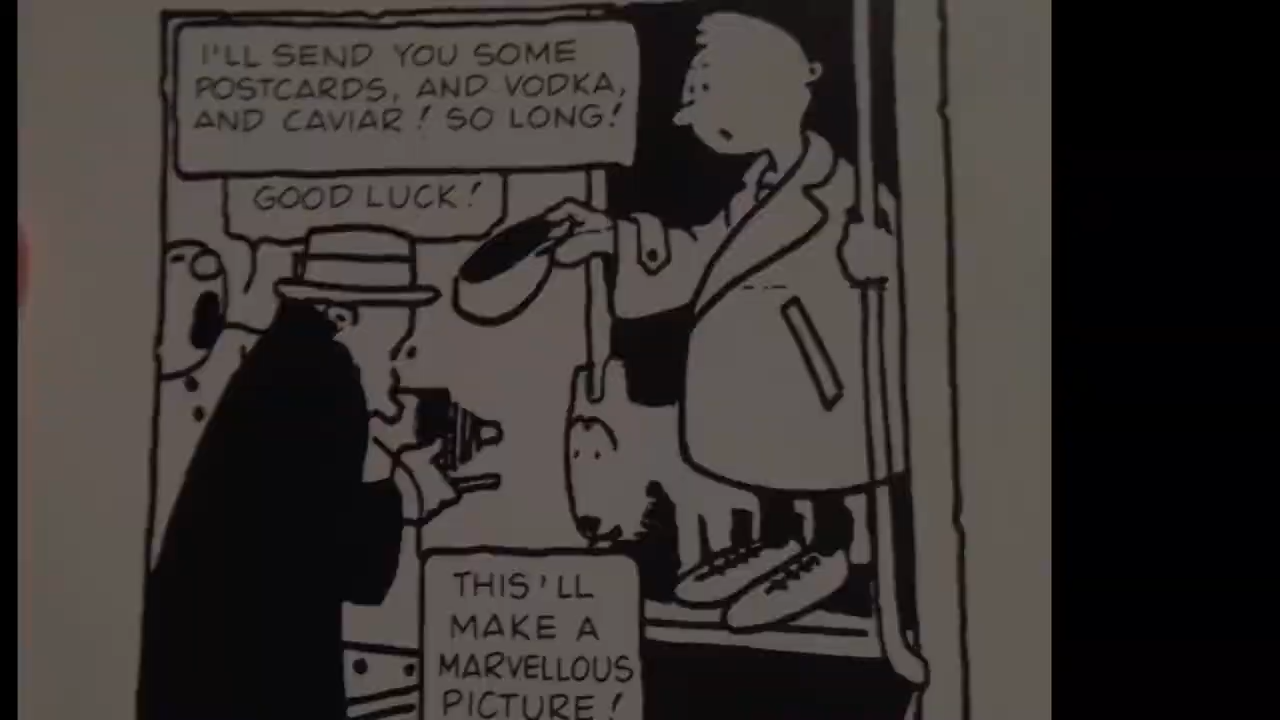 I'LL SEND YOU SOME
POSTCARDS, AND VODKA,
AND CAVIAR! SO LONG!
GOOD LUCK!
THIS'LL
MAKE A
MARVELLOUS
PICTURE!